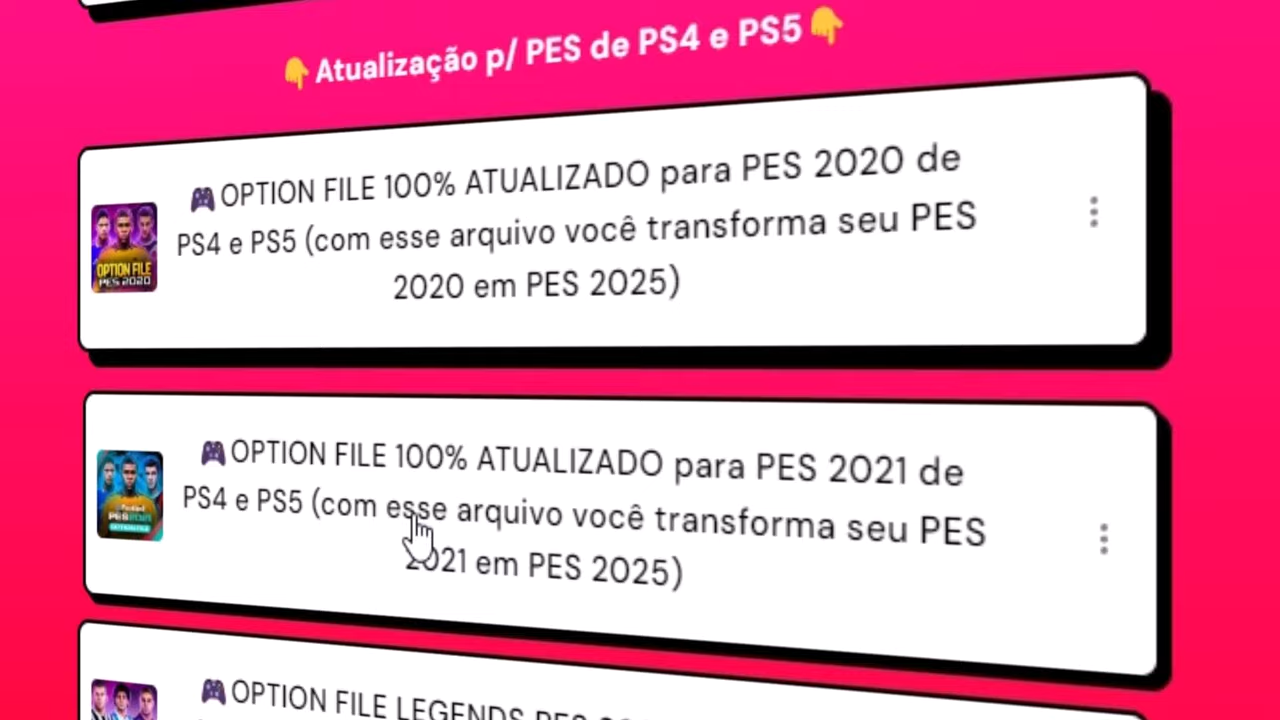 👇Atualização p/ PES de PS4 e PS5👇
🎮OPTION FILE 100% ATUALIZADO para PES 2020 de
PS4 e PS5 (com esse arquivo você transforma seu PES
2020 em PES 2025)
OPTION FILE
PES 2020
🎮OPTION FILE 100% ATUALIZADO para PES 2021 de
PS4 e PS5 (com esse arquivo você transforma seu PES
2021 em PES 2025)
PES2021
🎮OPTION FILE LEGENDS PES